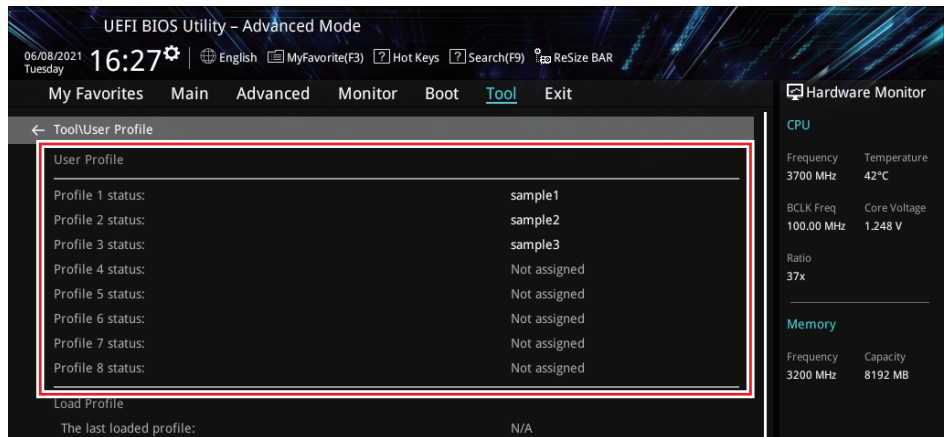 UEFI BIOS Utility – Advanced Mode
06/08/2021
Tuesday
16:27
English MyFavorite(F3) ? Hot Keys ? Search(F9) ReSize BAR
My Favorites Main Advanced Monitor Boot Tool Exit
Hardware Monitor
← Tool\User Profile
User Profile
Profile 1 status: sample1
Profile 2 status: sample2
Profile 3 status: sample3
Profile 4 status: Not assigned
Profile 5 status: Not assigned
Profile 6 status: Not assigned
Profile 7 status: Not assigned
Profile 8 status: Not assigned
Load Profile
The last loaded profile: N/A
CPU
Frequency Temperature
3700 MHz 42°C
BCLK Freq Core Voltage
100.00 MHz 1.248 V
Ratio
37x
Memory
Frequency Capacity
3200 MHz 8192 MB